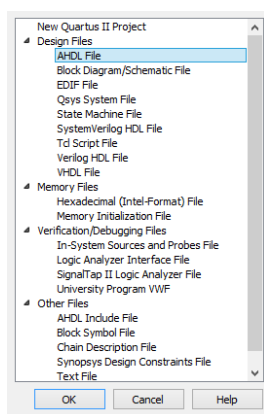 New Quartus II Project
Design Files
AHDL File
Block Diagram/Schematic File
EDIF File
Qsys System File
State Machine File
SystemVerilog HDL File
Tcl Script File
Verilog HDL File
VHDL File
Memory Files
Hexadecimal (Intel-Format) File
Memory Initialization File
Verification/Debugging Files
In-System Sources and Probes File
Logic Analyzer Interface File
SignalTap II Logic Analyzer File
University Program VWF
Other Files
AHDL Include File
Block Symbol File
Chain Description File
Synopsys Design Constraints File
Text File
OK Cancel Help